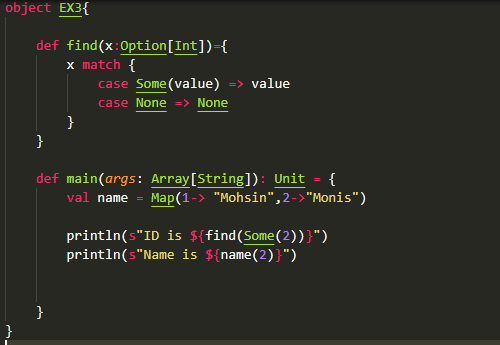 object EX3{
def find(x:Option[Int])={
x match {
case Some(value) => value
case None => None
}
}
def main(args: Array[String]): Unit = {
val name = Map(1-> "Mohsin",2->"Monis")
println(s"ID is ${find(Some(2))}")
println(s"Name is ${name(2)}")
}
}